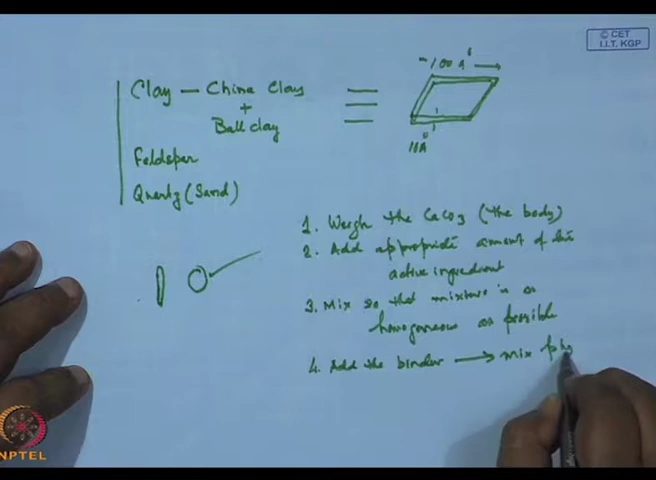 © CET
I.I.T. KGP
~100 A°
Clay — China Clay
+
Ball clay
11A°
Feldspar
Quartz (Sand)
1. Weigh the CaCO3 (the body)
2. Add appropriate amount of the
active ingredient
3. Mix so that mixture is as
homogeneous as possible
4. Add the binder → mix
NPTEL